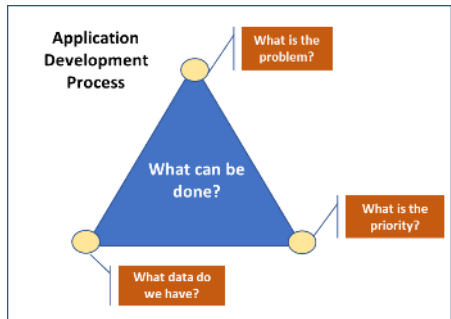 Application
Development
Process
What is the
problem?
What can be
done?
What is the
priority?
What data do
we have?